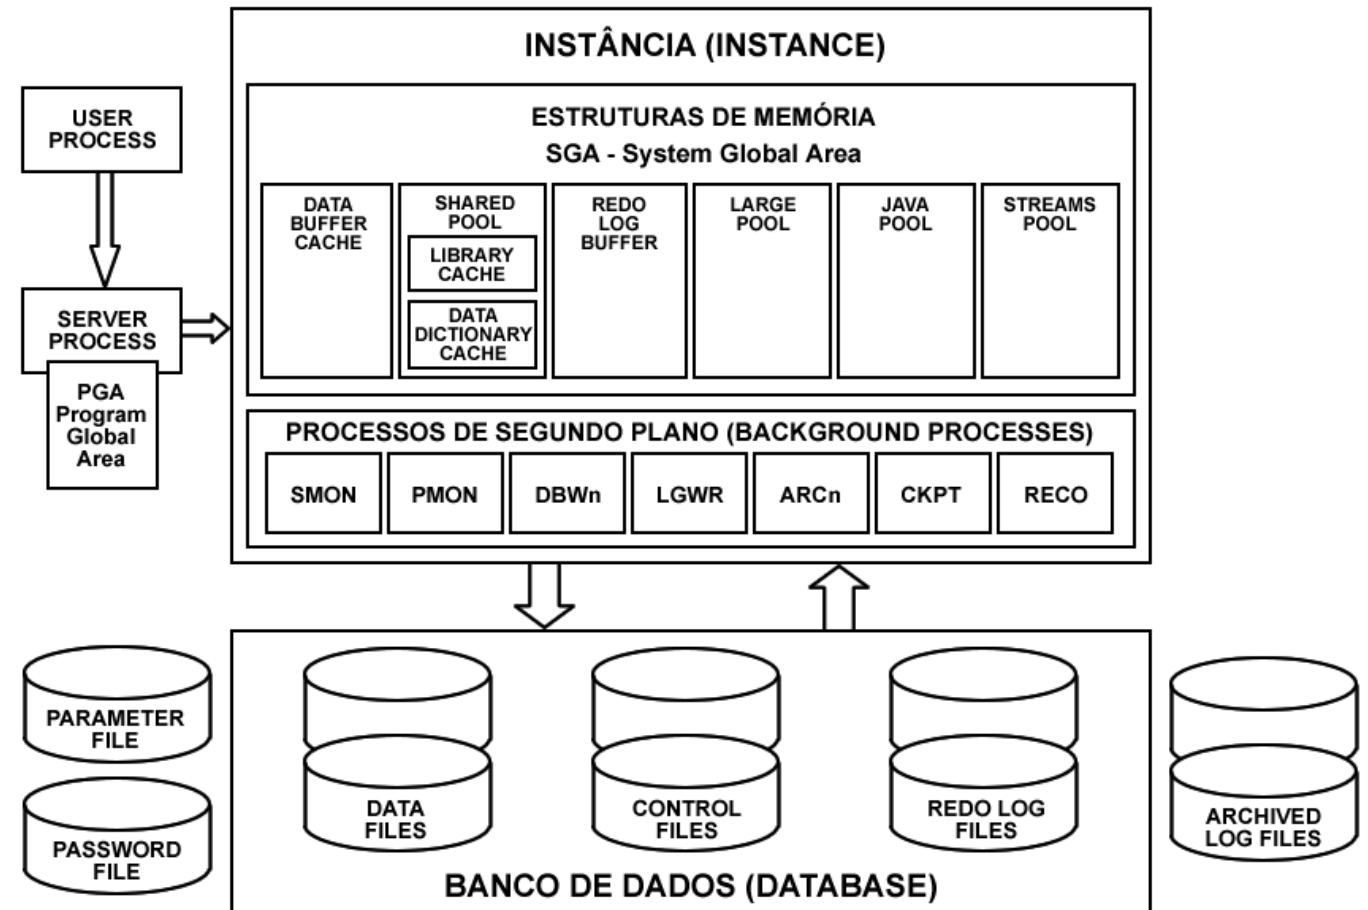 INSTÂNCIA (INSTANCE)
USER
PROCESS
ESTRUTURAS DE MEMÓRIA
SGA - System Global Area
DATA
BUFFER
CACHE
SHARED
POOL
LIBRARY
CACHE
DATA
DICTIONARY
CACHE
REDO
LOG
BUFFER
LARGE
POOL
JAVA
POOL
STREAMS
POOL
SERVER
PROCESS
PGA
Program
Global
Area
PROCESSOS DE SEGUNDO PLANO (BACKGROUND PROCESSES)
SMON
PMON
DBWn
LGWR
ARCn
CKPT
RECO
PARAMETER
FILE
PASSWORD
FILE
DATA
FILES
CONTROL
FILES
REDO LOG
FILES
ARCHIVED
LOG FILES
BANCO DE DADOS (DATABASE)